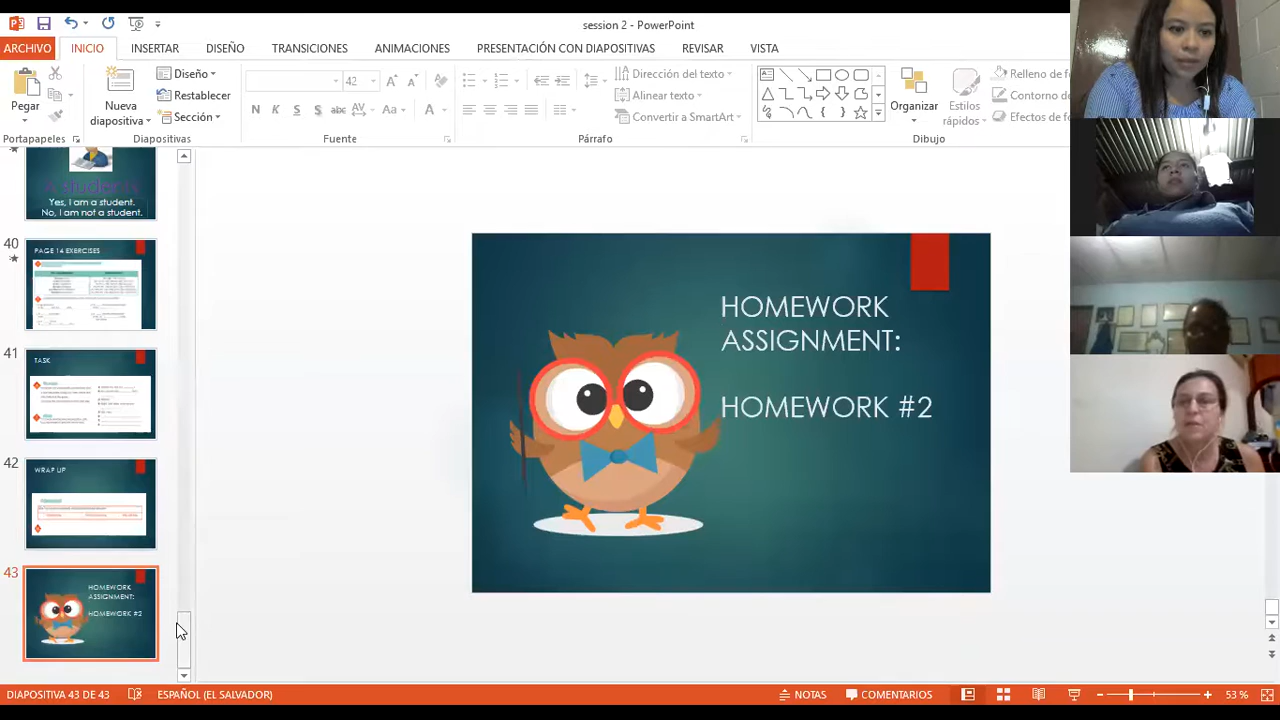 session 2 - PowerPoint
ARCHIVO INICIO INSERTAR DISEÑO TRANSICIONES ANIMACIONES PRESENTACIÓN CON DIAPOSITIVAS REVISAR VISTA
Pegar
Nueva
diapositiva
Diseño
Restablecer
Sección
42
N K S S abc AV Aa A
Dirección del texto
Alinear texto
Convertir a SmartArt
Organizar
Estilos
rápidos
Relleno de
Contorno de
Efectos de
Portapapeles Diapositivas Fuente Párrafo Dibujo
Yes, I am a student.
No, I am not a student.
40
PAGE 14 EXERCISES
41
TASK
42
WRAP UP
43
HOMEWORK
ASSIGNMENT:
HOMEWORK #2
HOMEWORK
ASSIGNMENT:
HOMEWORK #2
DIAPOSITIVA 43 DE 43 ESPAÑOL (EL SALVADOR) NOTAS COMENTARIOS 53 %